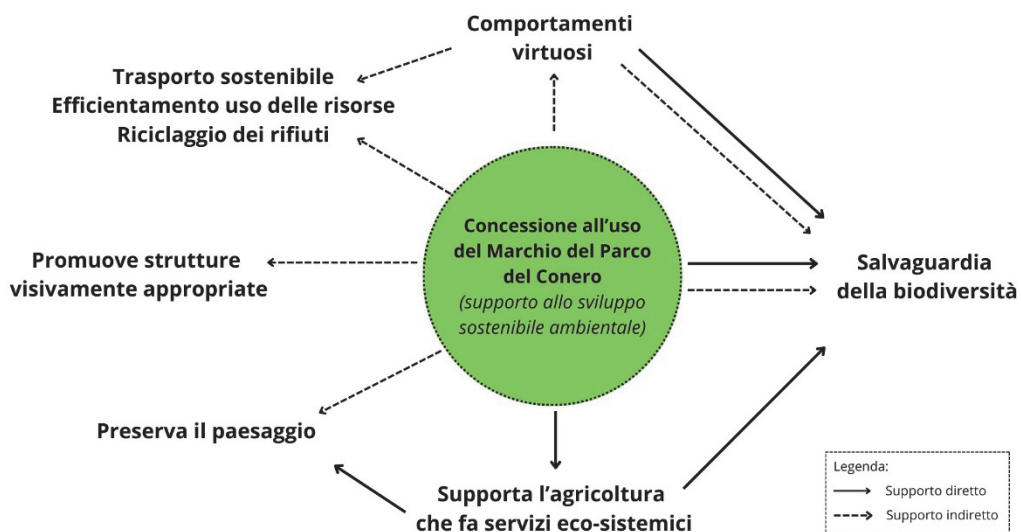 Comportamenti
virtuosi
Trasporto sostenibile
Efficientamento uso delle risorse
Riciclaggio dei rifiuti
Concessione all'uso
del Marchio del Parco
del Conero
(supporto allo sviluppo
sostenibile ambientale)
Promuove strutture
visivamente appropriate
Salvaguardia
della biodiversità
Preserva il paesaggio
Supporta l'agricoltura
che fa servizi eco-sistemici
Legenda:
Supporto diretto
Supporto indiretto